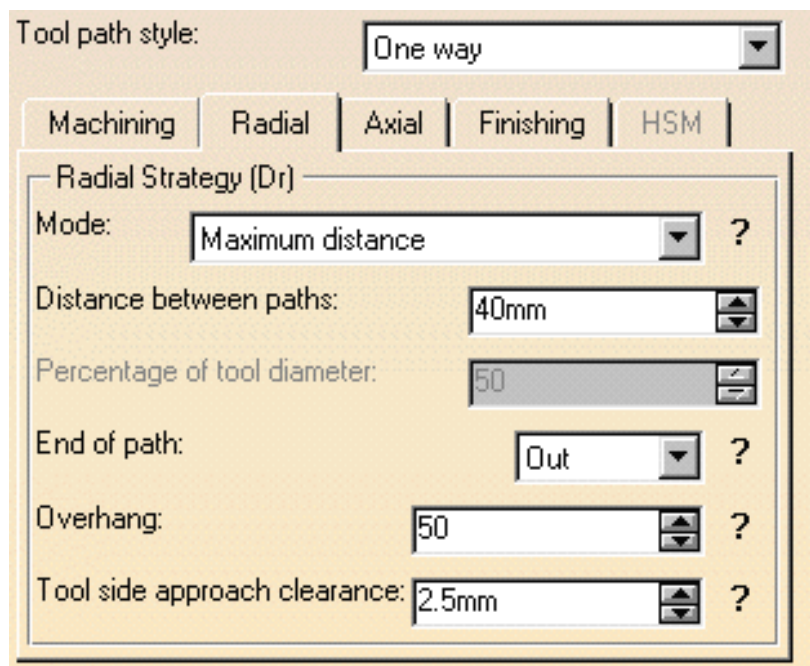 Tool path style: One way
Machining Radial Axial Finishing HSM
Radial Strategy (Dr)
Mode: Maximum distance ?
Distance between paths: 40mm
Percentage of tool diameter: 50
End of path: Out ?
Overhang: 50 ?
Tool side approach clearance: 2.5mm ?